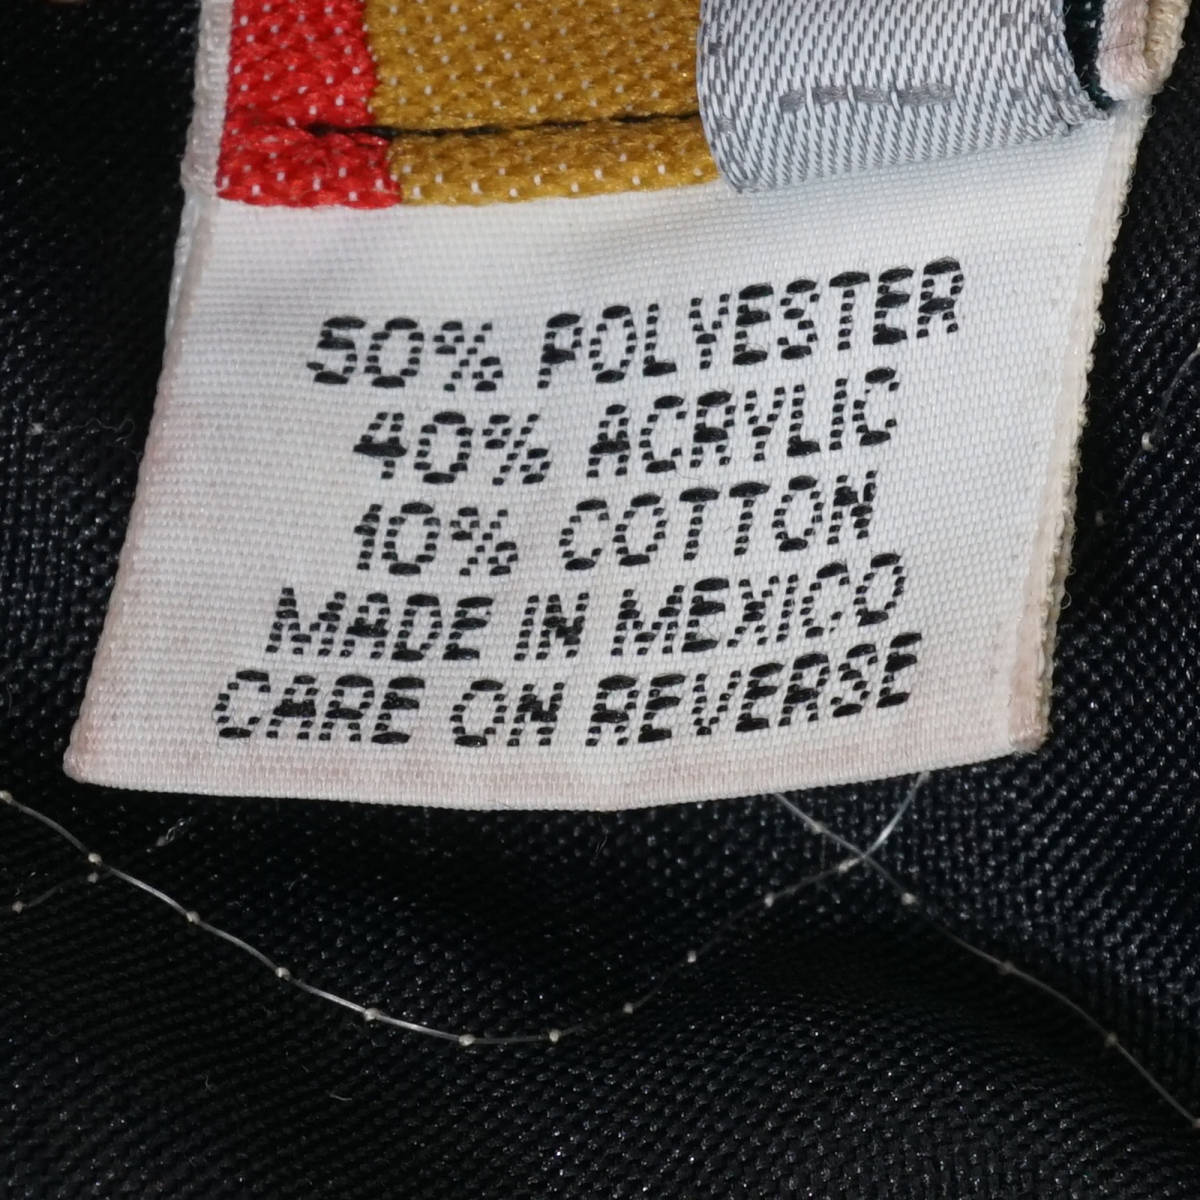 50% POLYESTER
40% ACRYLIC
10% COTTON
MADE IN MEXICO
CARE ON REVERSE